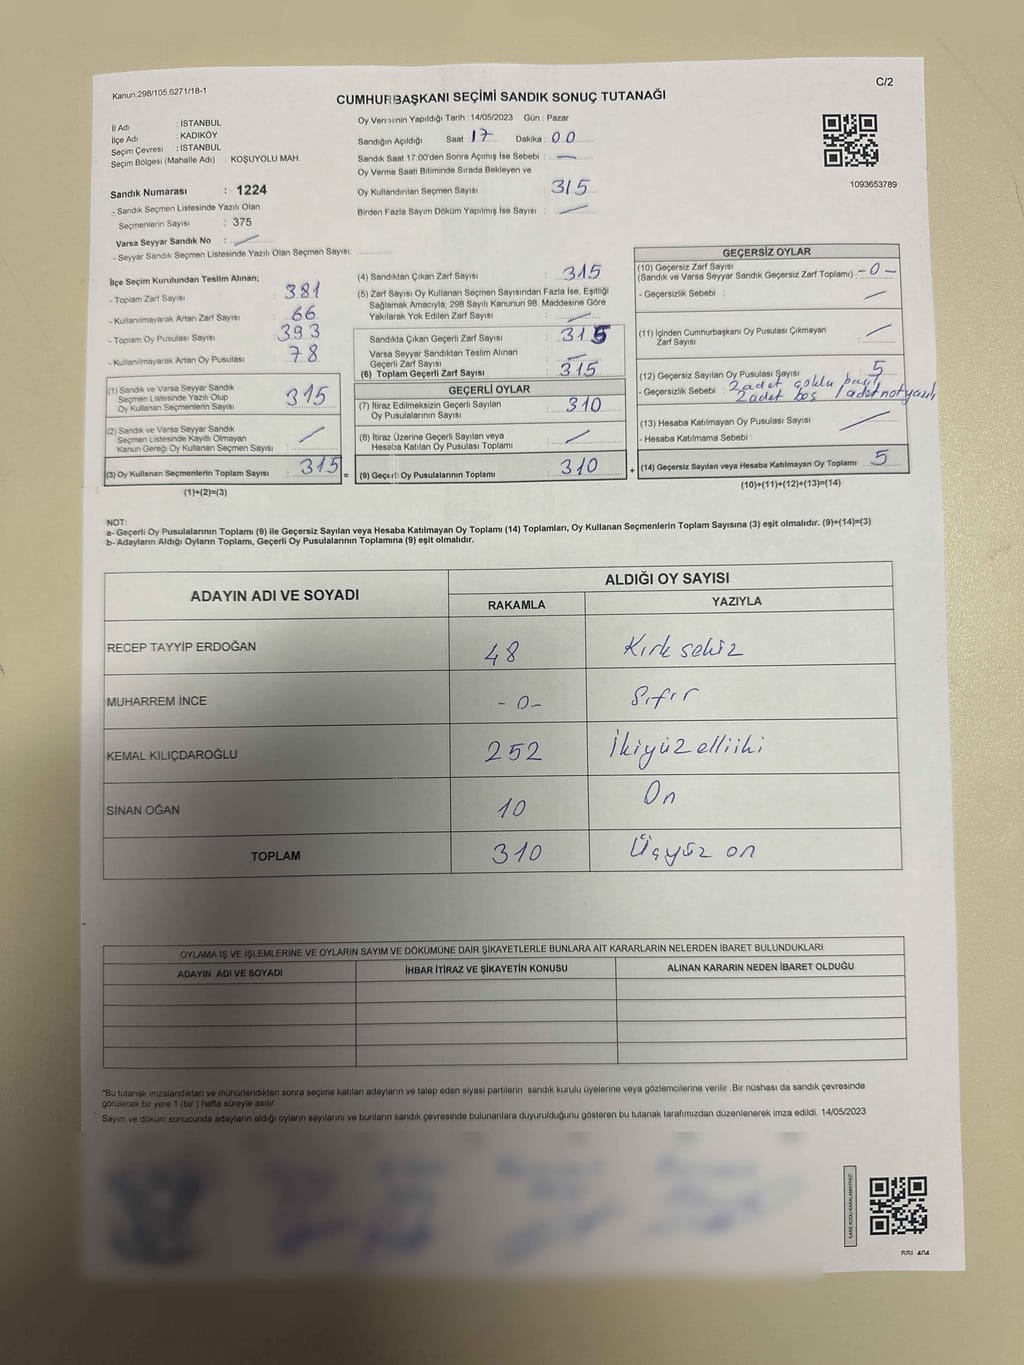 Kanun.298/105.6271/18-1
C/2
CUMHURBAŞKANI SEÇİMİ SANDIK SONUÇ TUTANAĞI
İl Adı : İSTANBUL
İlçe Adı : KADIKÖY
Seçim Çevresi : İSTANBUL
Seçim Bölgesi (Mahalle Adı) : KOŞUYOLU MAH.
Sandık Numarası : 1224
- Sandık Seçmen Listesinde Yazılı Olan
Seçmenlerin Sayısı : 375
Varsa Seyyar Sandık No :
- Seyyar Sandık Seçmen Listesinde Yazılı Olan Seçmen Sayısı:
Oy Vermenin Yapıldığı Tarih : 14/05/2023 Gün : Pazar
Sandığın Açıldığı Saat : 17 Dakika : 00
Sandık Saat 17:00'den Sonra Açımış İse Sebebi : —
Oy Verme Saati Bitiminde Sırada Bekleyen ve
Oy Kullandırılan Seçmen Sayısı : 315
Birden Fazla Sayım Döküm Yapılmış İse Sayısı :
1093653789
İlçe Seçim Kurulundan Teslim Alınan;
- Toplam Zarf Sayısı : 381
- Kullanılmayarak Artan Zarf Sayısı : 66
- Toplam Oy Pusulası Sayısı : 393
- Kullanılmayarak Artan Oy Pusulası : 78
(1) Sandık ve Varsa Seyyar Sandık
Seçmen Listesinde Yazılı Olup
Oy Kullanan Seçmenlerin Sayısı : 315
(2) Sandık ve Varsa Seyyar Sandık
Seçmen Listesinde Kayıtlı Olmayan
Kanun Gereği Oy Kullanan Seçmen Sayısı :
(3) Oy Kullanan Seçmenlerin Toplam Sayısı : 315 =
(1)+(2)=(3)
(4) Sandıktan Çıkan Zarf Sayısı : 315
(5) Zarf Sayısı Oy Kullanan Seçmen Sayısından Fazla İse, Eşitliği
Sağlamak Amacıyla; 298 Sayılı Kanunun 98. Maddesine Göre
Yakılarak Yok Edilen Zarf Sayısı :
Sandıkta Çıkan Geçerli Zarf Sayısı : 315
Varsa Seyyar Sandıktan Teslim Alınan
Geçerli Zarf Sayısı :
(6) Toplam Geçerli Zarf Sayısı : 315
GEÇERLİ OYLAR
(7) İtiraz Edilmeksizin Geçerli Sayılan
Oy Pusulalarının Sayısı : 310
(8) İtiraz Üzerine Geçerli Sayılan veya
Hesaba Katılan Oy Pusulası Toplamı :
(9) Geçerli Oy Pusulalarının Toplamı : 310 +
GEÇERSİZ OYLAR
(10) Geçersiz Zarf Sayısı
(Sandık ve Varsa Seyyar Sandık Geçersiz Zarf Toplamı) : -0-
- Geçersizlik Sebebi :
(11) İçinden Cumhurbaşkanı Oy Pusulası Çıkmayan
Zarf Sayısı :
(12) Geçersiz Sayılan Oy Pusulası Sayısı : 5
- Geçersizlik Sebebi : 2 adet çoklu basıl
2 adet boş 1 adet not yazılı
(13) Hesaba Katılmayan Oy Pusulası Sayısı :
- Hesaba Katılmama Sebebi :
(14) Geçersiz Sayılan veya Hesaba Katılmayan Oy Toplamı : 5
(10)+(11)+(12)+(13)=(14)
NOT:
a- Geçerli Oy Pusulalarının Toplamı (9) ile Geçersiz Sayılan veya Hesaba Katılmayan Oy Toplamı (14) Toplamları, Oy Kullanan Seçmenlerin Toplam Sayısına (3) eşit olmalıdır. (9)+(14)=(3)
b- Adayların Aldığı Oyların Toplamı, Geçerli Oy Pusulalarının Toplamına (9) eşit olmalıdır.
ADAYIN ADI VE SOYADI
ALDIĞI OY SAYISI
RAKAMLA YAZIYLA
RECEP TAYYİP ERDOĞAN 48 Kırk sekiz
MUHARREM İNCE -0- Sıfır
KEMAL KILIÇDAROĞLU 252 İkiyüz elliiki
SİNAN OĞAN 10 On
TOPLAM 310 Üçyüz on
OYLAMA İŞ VE İŞLEMLERİNE VE OYLARIN SAYIM VE DÖKÜMÜNE DAİR ŞİKAYETLERLE BUNLARA AİT KARARLARIN NELERDEN İBARET BULUNDUKLARI
ADAYIN ADI VE SOYADI İHBAR İTİRAZ VE ŞİKAYETİN KONUSU ALINAN KARARIN NEDEN İBARET OLDUĞU
*Bu tutanak imzalandıktan ve mühürlendikten sonra seçime katılan adayların ve talep eden siyasi partilerin sandık kurulu üyelerine veya gözlemcilerine verilir .Bir nüshası da sandık çevresinde
görülecek bir yere 1 (bir ) hafta süreyle asılır.
Sayım ve döküm sonucunda adayların aldığı oyların sayılarını ve bunların sandık çevresinde bulunanlara duyurulduğunu gösteren bu tutanak tarafımızdan düzenlenerek imza edildi. 14/05/2023
KARE KODU KARALAMAYINIZ!